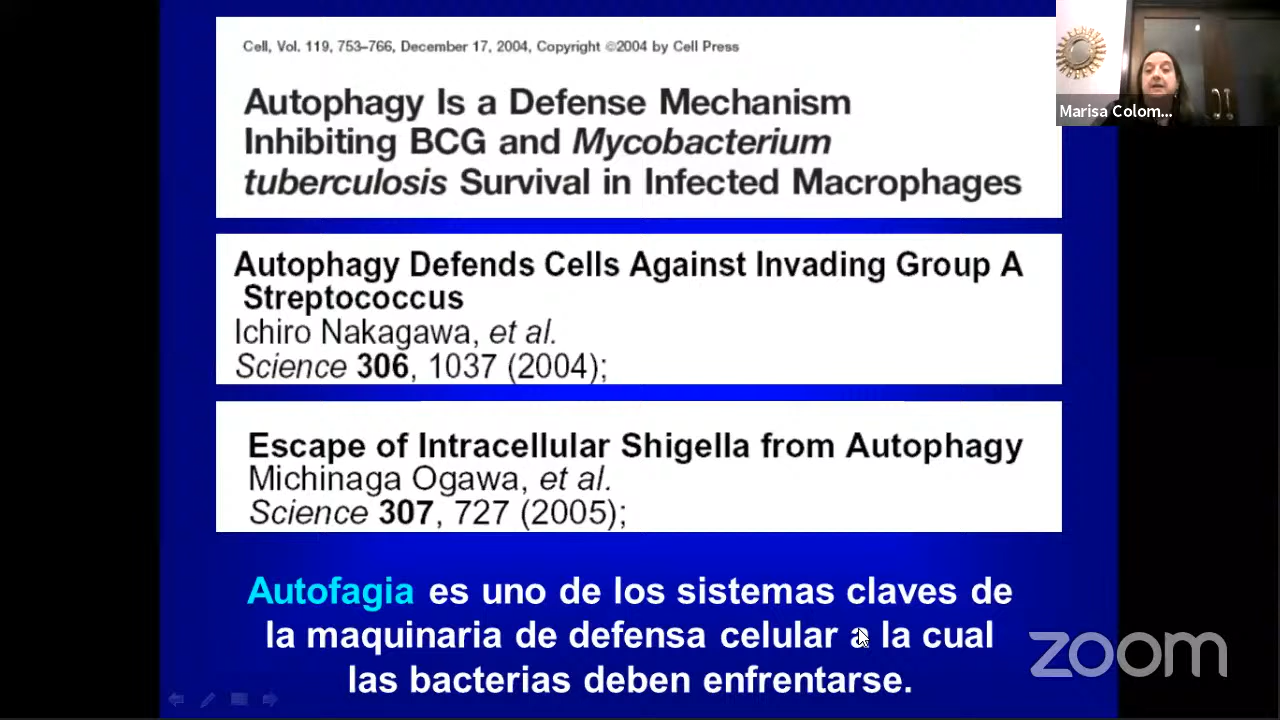 Cell, Vol. 119, 753–766, December 17, 2004, Copyright ©2004 by Cell Press
Autophagy Is a Defense Mechanism
Inhibiting BCG and Mycobacterium
tuberculosis Survival in Infected Macrophages
Marisa Colom...
Autophagy Defends Cells Against Invading Group A
Streptococcus
Ichiro Nakagawa, et al.
Science 306, 1037 (2004);
Escape of Intracellular Shigella from Autophagy
Michinaga Ogawa, et al.
Science 307, 727 (2005);
Autofagia es uno de los sistemas claves de
la maquinaria de defensa celular a la cual
las bacterias deben enfrentarse.
zoom